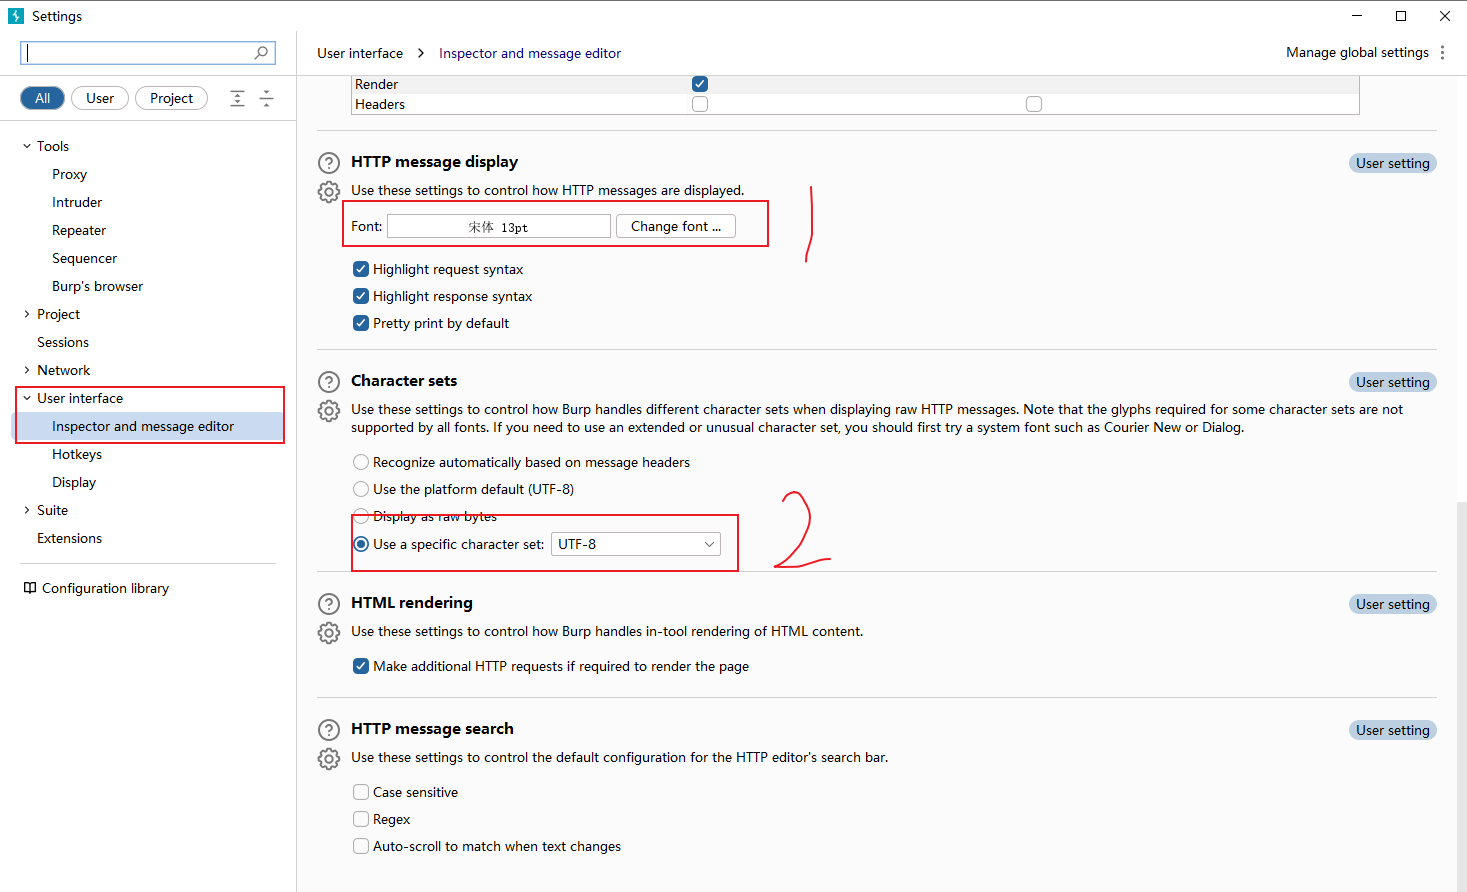 Settings
User interface > Inspector and message editor
Manage global settings
All
User
Project
Tools
Proxy
Intruder
Repeater
Sequencer
Burp's browser
Project
Sessions
Network
User interface
Inspector and message editor
Hotkeys
Display
Suite
Extensions
Configuration library
Render
Headers
HTTP message display
User setting
Use these settings to control how HTTP messages are displayed.
Font: 宋体 13pt Change font ...
1
Highlight request syntax
Highlight response syntax
Pretty print by default
Character sets
User setting
Use these settings to control how Burp handles different character sets when displaying raw HTTP messages. Note that the glyphs required for some character sets are not
supported by all fonts. If you need to use an extended or unusual character set, you should first try a system font such as Courier New or Dialog.
Recognize automatically based on message headers
Use the platform default (UTF-8)
Display as raw bytes
Use a specific character set: UTF-8
2
HTML rendering
User setting
Use these settings to control how Burp handles in-tool rendering of HTML content.
Make additional HTTP requests if required to render the page
HTTP message search
User setting
Use these settings to control the default configuration for the HTTP editor's search bar.
Case sensitive
Regex
Auto-scroll to match when text changes